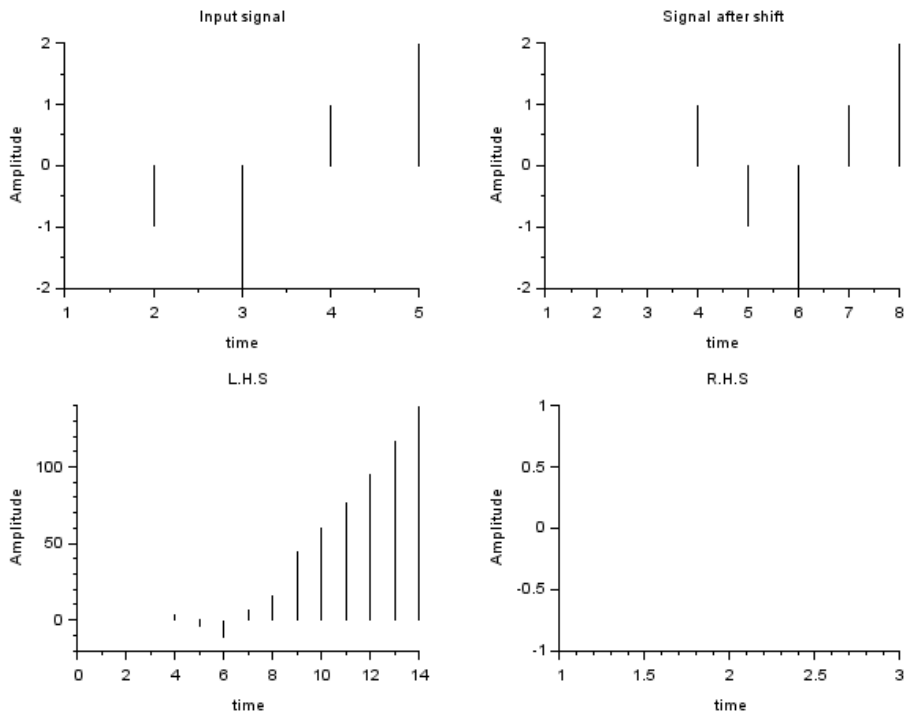 Input signal
2
1
0
-1
-2
Amplitude
1 2 3 4 5
time
Signal after shift
2
1
0
-1
-2
Amplitude
1 2 3 4 5 6 7 8
time
L.H.S
100
50
0
Amplitude
0 2 4 6 8 10 12 14
time
R.H.S
1
0.5
0
-0.5
-1
Amplitude
1 1.5 2 2.5 3
time